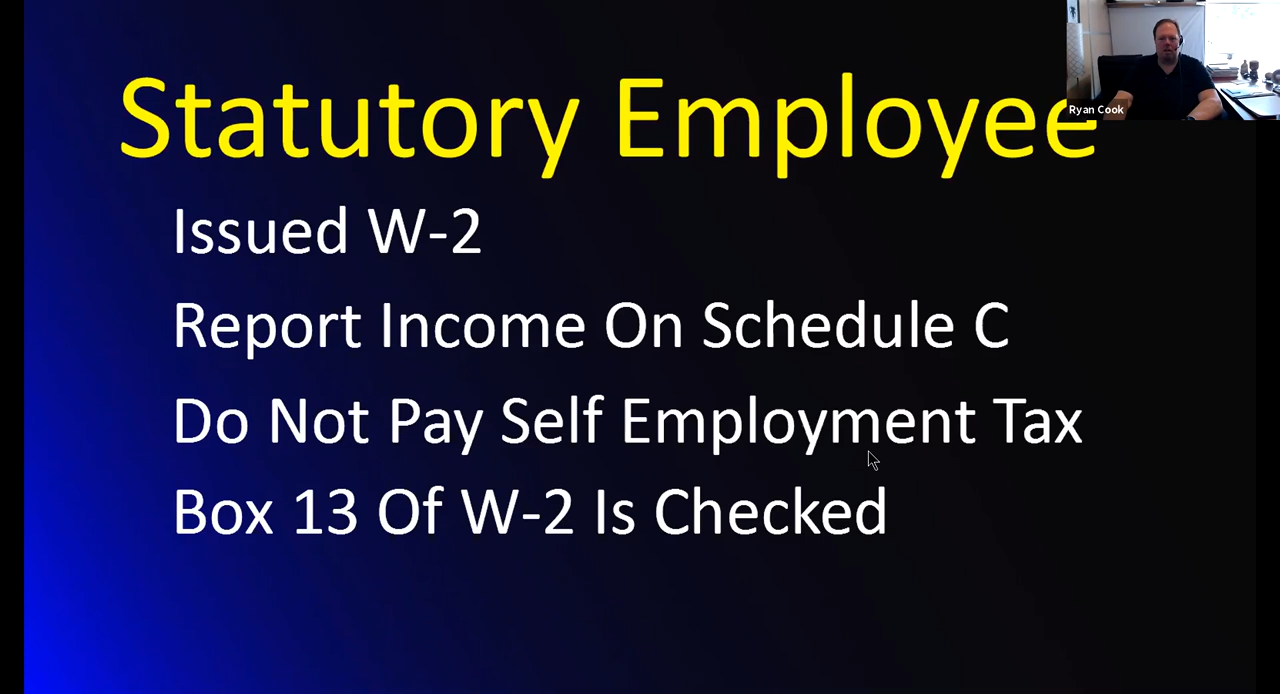 Statutory Employee
Ryan Cook
Issued W-2
Report Income On Schedule C
Do Not Pay Self Employment Tax
Box 13 Of W-2 Is Checked